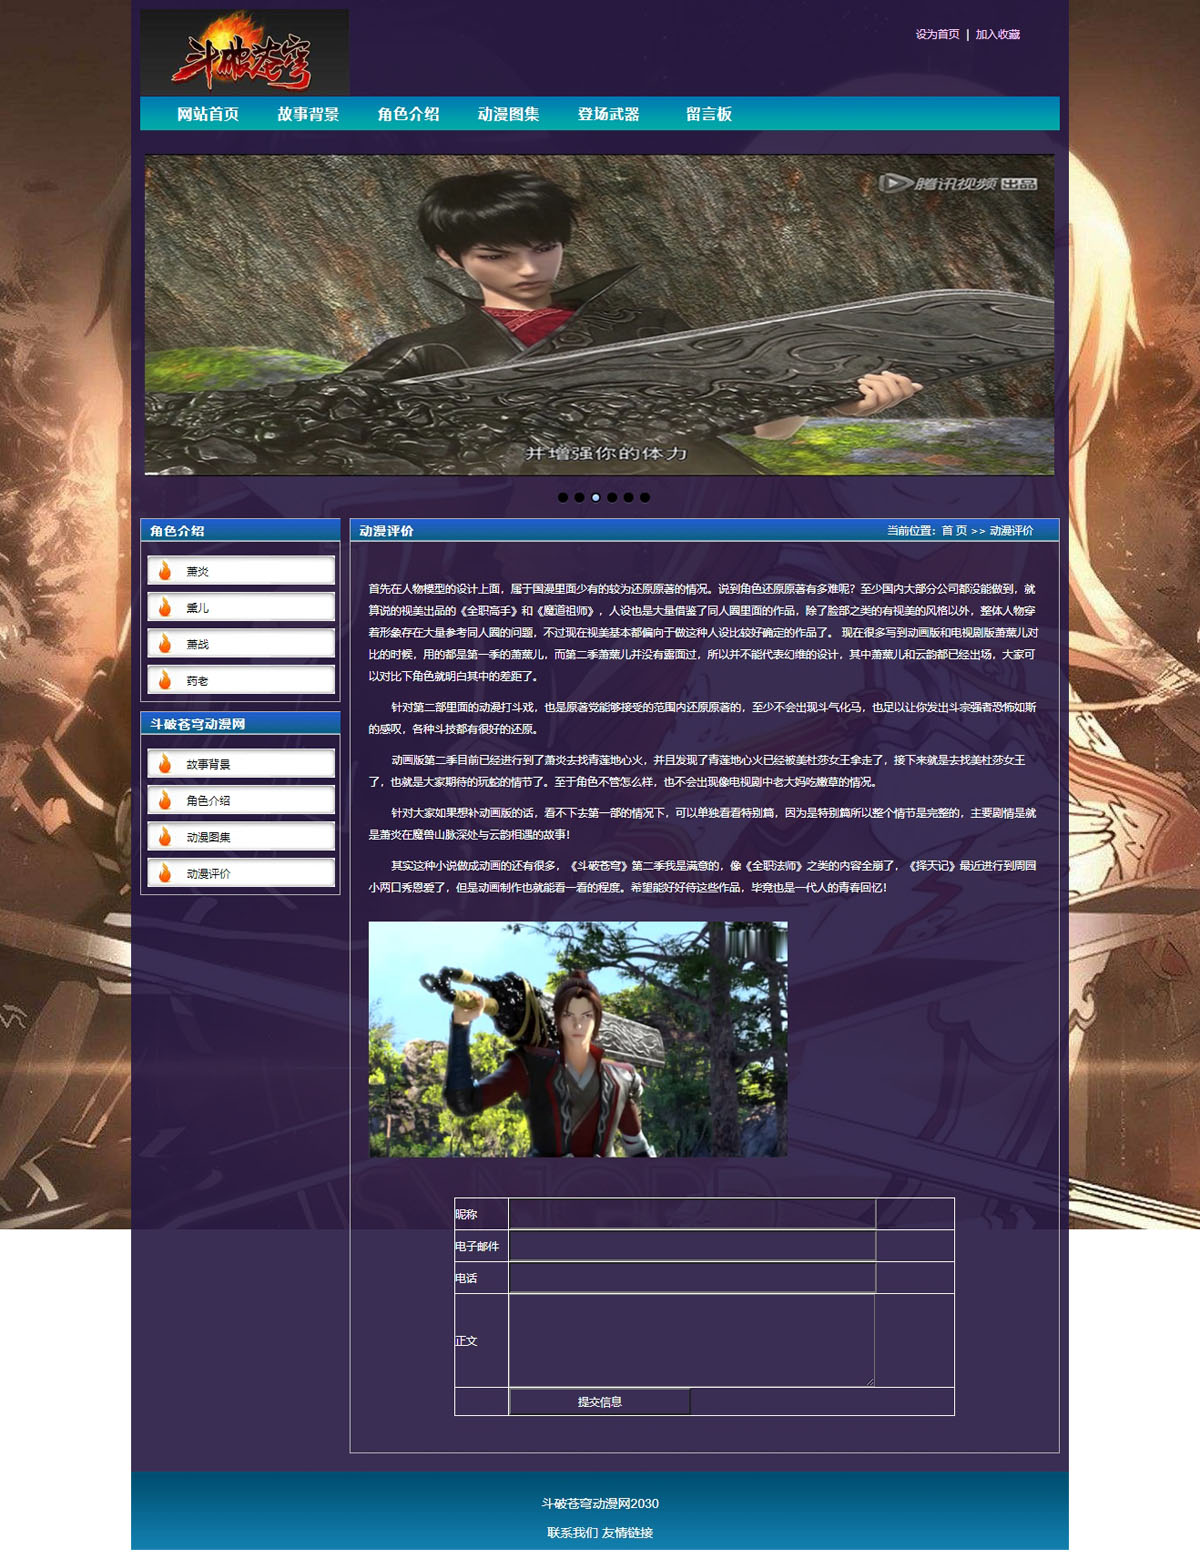 斗破苍穹
设为首页 | 加入收藏
网站首页 故事背景 角色介绍 动漫图集 登场武器 留言板
腾讯视频 出品
并增强你的体力
角色介绍
萧炎
薰儿
萧战
药老
斗破苍穹动漫网
故事背景
角色介绍
动漫图集
动漫评价
动漫评价 当前位置：首 页 >> 动漫评价
首先在人物模型的设计上面，属于国漫里面少有的较为还原原著的情况。说到角色还原原著有多难呢？至少国内大部分公司都没能做到，就
算说的视美出品的《全职高手》和《魔道祖师》，人设也是大量借鉴了同人圈里面的作品，除了脸部之类的有视美的风格以外，整体人物穿
着形象存在大量参考同人圈的问题，不过现在视美基本都偏向于做这种人设比较好确定的作品了。 现在很多写到动画版和电视剧版萧薰儿对
比的时候，用的都是第一季的萧薰儿，而第二季萧薰儿并没有露面过，所以并不能代表幻维的设计，其中萧薰儿和云韵都已经出场，大家可
以对比下角色就明白其中的差距了。
针对第二部里面的动漫打斗戏，也是原著党能够接受的范围内还原原著的，至少不会出现斗气化马，也足以让你发出斗宗强者恐怖如斯
的感叹，各种斗技都有很好的还原。
动画版第二季目前已经进行到了萧炎去找青莲地心火，并且发现了青莲地心火已经被美杜莎女王拿走了，接下来就是去找美杜莎女王
了，也就是大家期待的玩蛇的情节了。至于角色不管怎么样，也不会出现像电视剧中老大妈吃嫩草的情况。
针对大家如果想补动画版的话，看不下去第一部的情况下，可以单独看看特别篇，因为是特别篇所以整个情节是完整的，主要剧情是就
是萧炎在魔兽山脉深处与云韵相遇的故事！
其实这种小说做成动画的还有很多，《斗破苍穹》第二季我是满意的，像《全职法师》之类的内容全崩了，《择天记》最近进行到周园
小两口秀恩爱了，但是动画制作也就能看一看的程度。希望能好好待这些作品，毕竟也是一代人的青春回忆！
昵称
电子邮件
电话
正文
提交信息
斗破苍穹动漫网2030
联系我们 友情链接